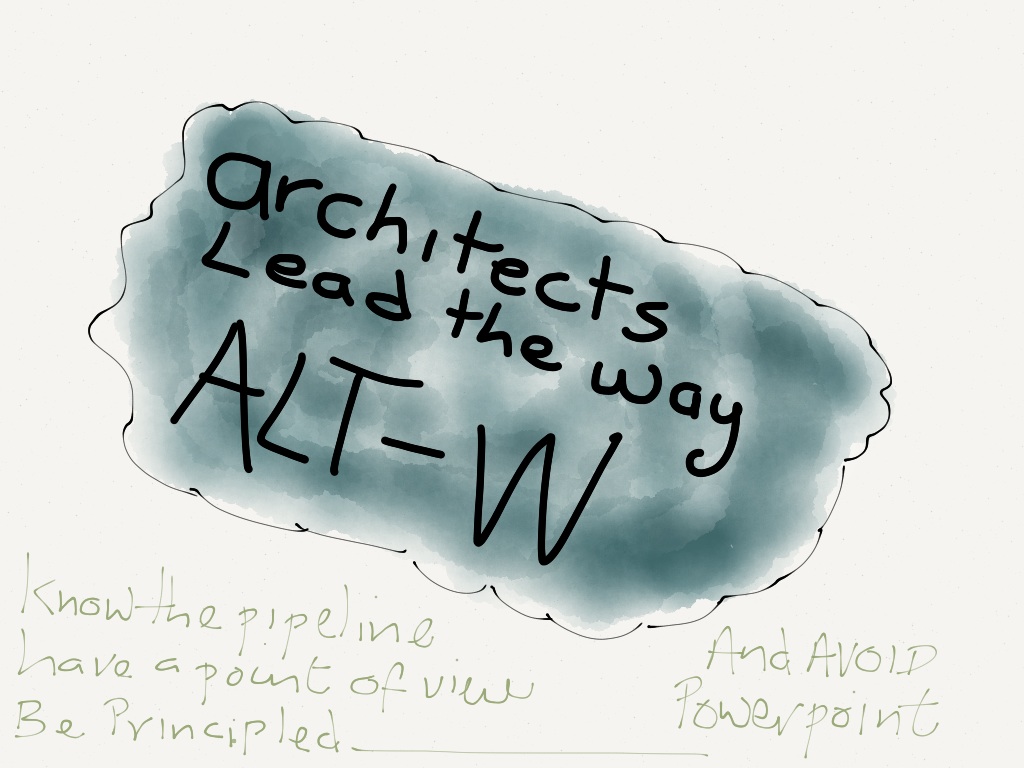 architects
Lead the way
ALT-W
Know the pipeline
have a point of view
Be Principled.
And AVOID
Powerpoint